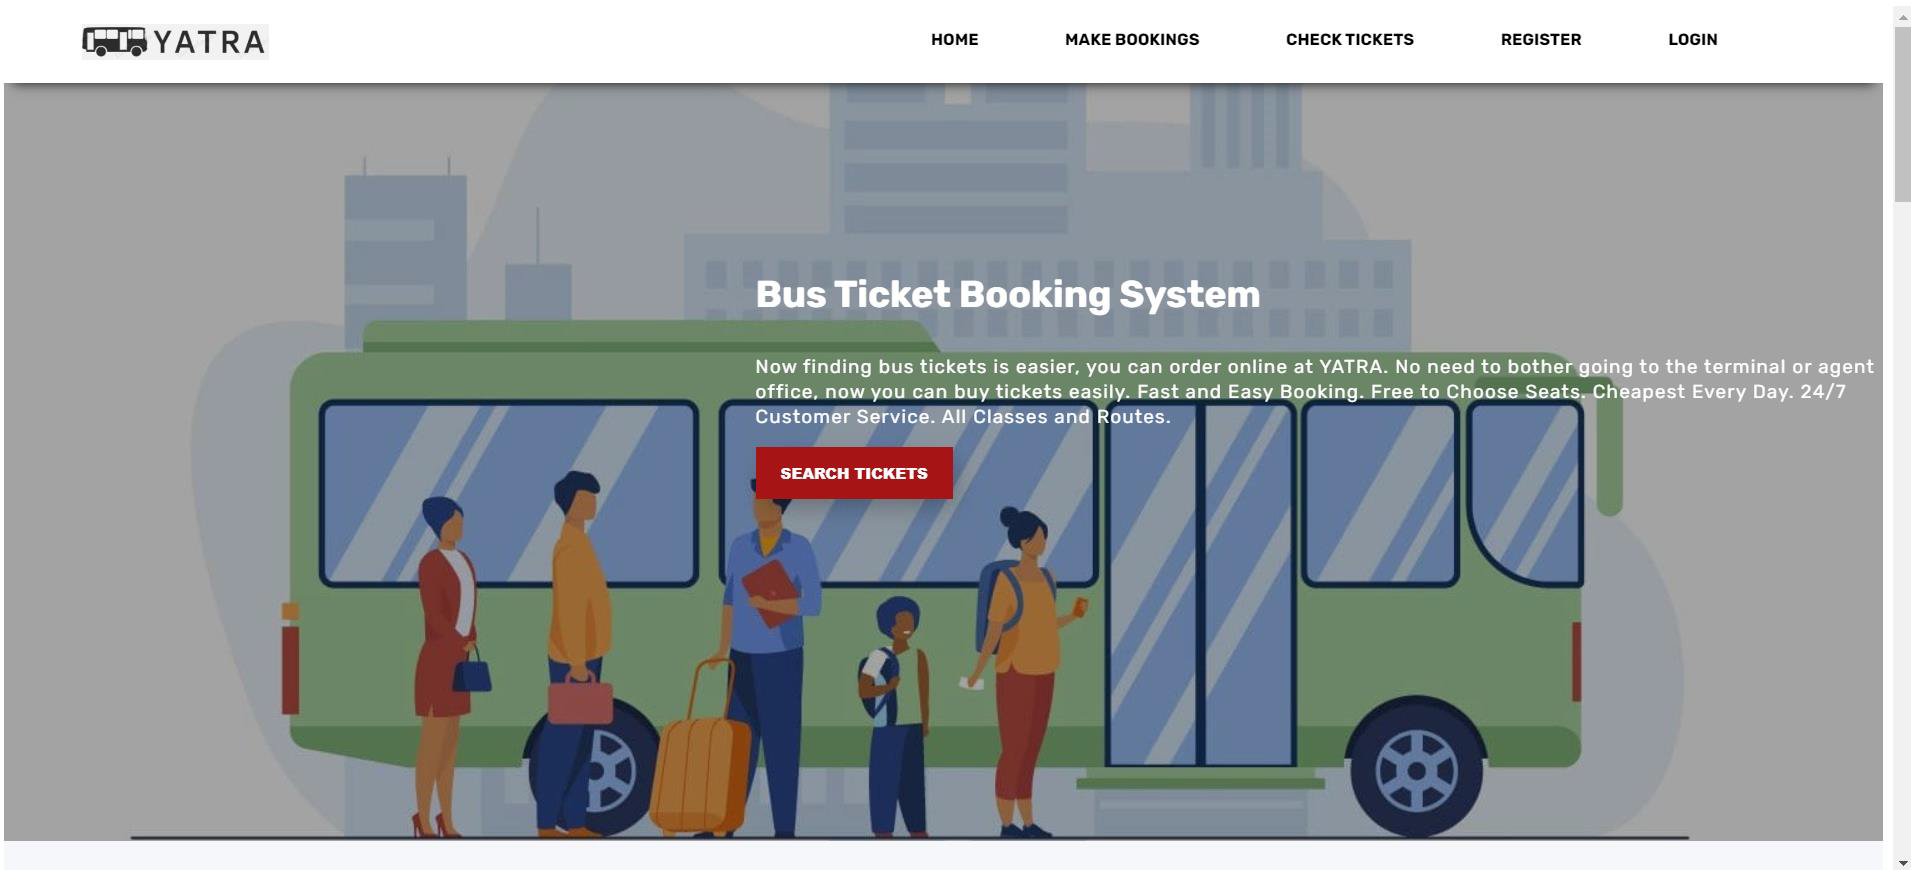 YATRA
HOME MAKE BOOKINGS CHECK TICKETS REGISTER LOGIN
Bus Ticket Booking System
Now finding bus tickets is easier, you can order online at YATRA. No need to bother going to the terminal or agent
office, now you can buy tickets easily. Fast and Easy Booking. Free to Choose Seats. Cheapest Every Day. 24/7
Customer Service. All Classes and Routes.
SEARCH TICKETS